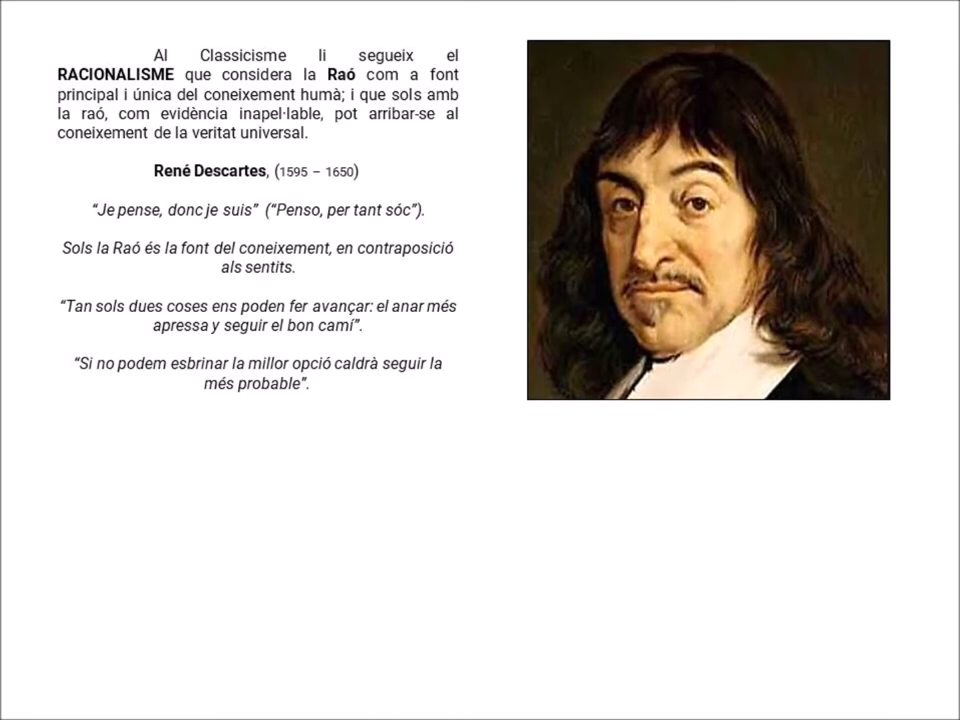 Al Classicisme li segueix el
RACIONALISME que considera la Raó com a font
principal i única del coneixement humà; i que sols amb
la raó, com evidència inapel·lable, pot arribar-se al
coneixement de la veritat universal.
René Descartes, (1595 – 1650)
“Je pense, donc je suis” (“Penso, per tant sóc”).
Sols la Raó és la font del coneixement, en contraposició
als sentits.
“Tan sols dues coses ens poden fer avançar: el anar més
apressa y seguir el bon camí”.
“Si no podem esbrinar la millor opció caldrà seguir la
més probable”.